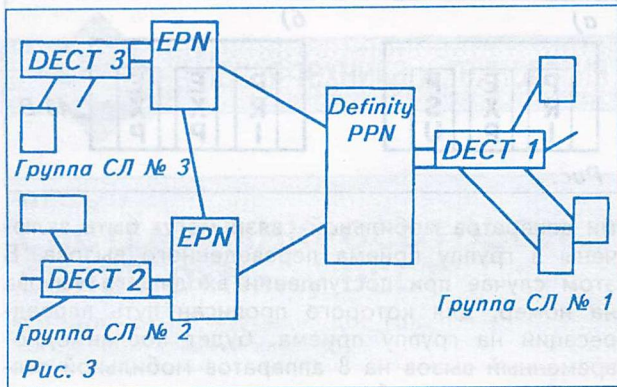 DECT 3
EPN
Группа СЛ № 3
Definity
PPN
DECT 1
EPN
DECT 2
Группа СЛ № 2
Группа СЛ № 1
Рис. 3